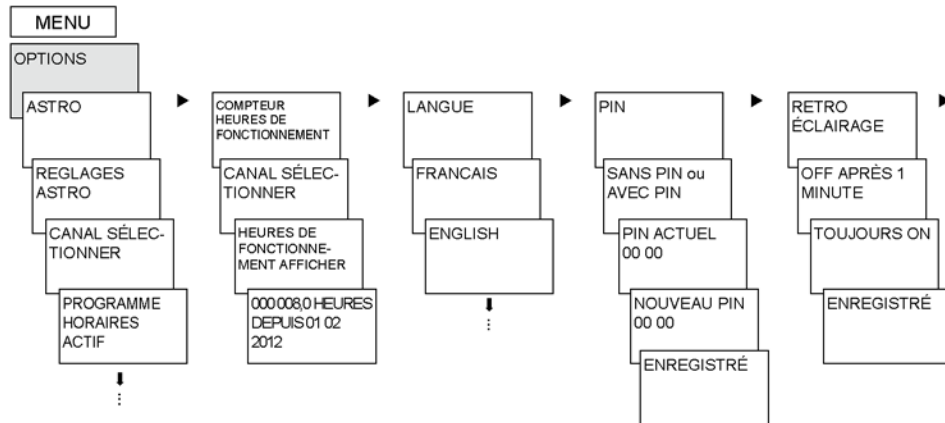 MENU
OPTIONS
ASTRO
REGLAGES
ASTRO
CANAL SÉLEC-
TIONNER
PROGRAMME
HORAIRES
ACTIF
COMPTEUR
HEURES DE
FONCTIONNEMENT
CANAL SÉLEC-
TIONNER
HEURES DE
FONCTIONNE-
MENT AFFICHER
000 008,0 HEURES
DEPUIS 01 02
2012
LANGUE
FRANCAIS
ENGLISH
PIN
SANS PIN ou
AVEC PIN
PIN ACTUEL
00 00
NOUVEAU PIN
00 00
ENREGISTRÉ
RETRO
ÉCLAIRAGE
OFF APRÈS 1
MINUTE
TOUJOURS ON
ENREGISTRÉ